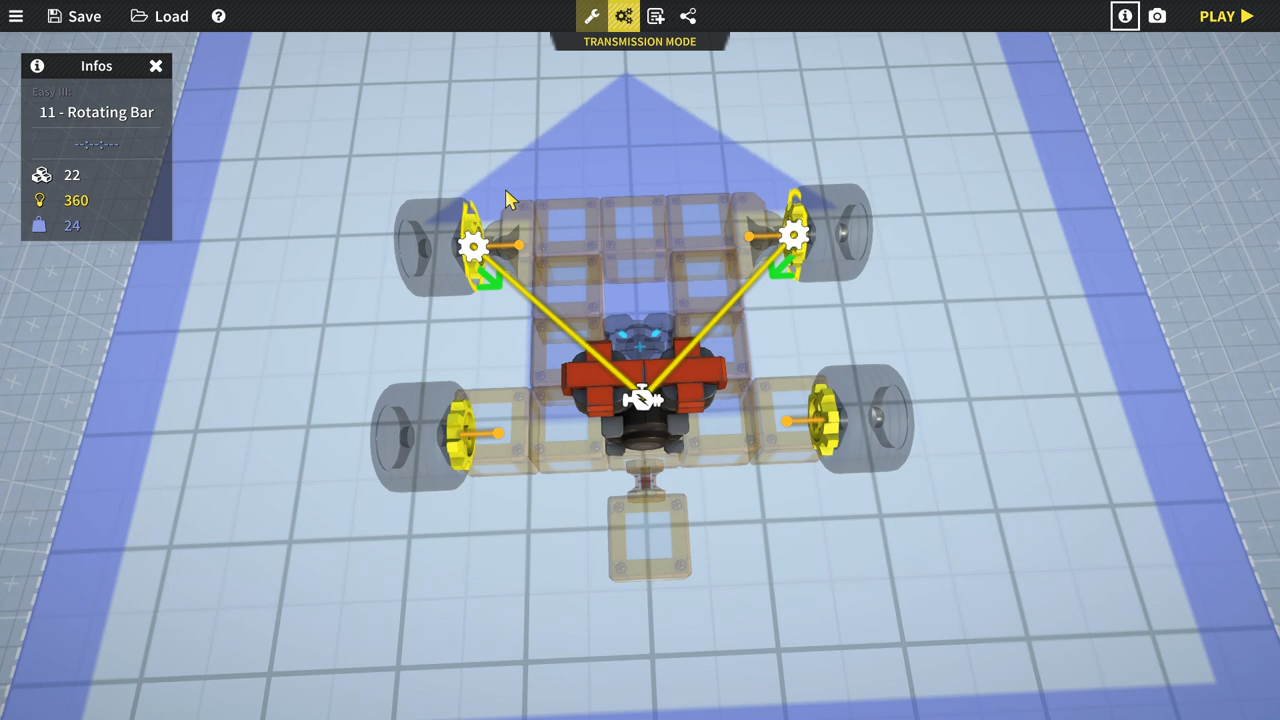 Save
Load
PLAY
TRANSMISSION MODE
Infos
Easy III:
11 - Rotating Bar
--:--:--
22
360
24